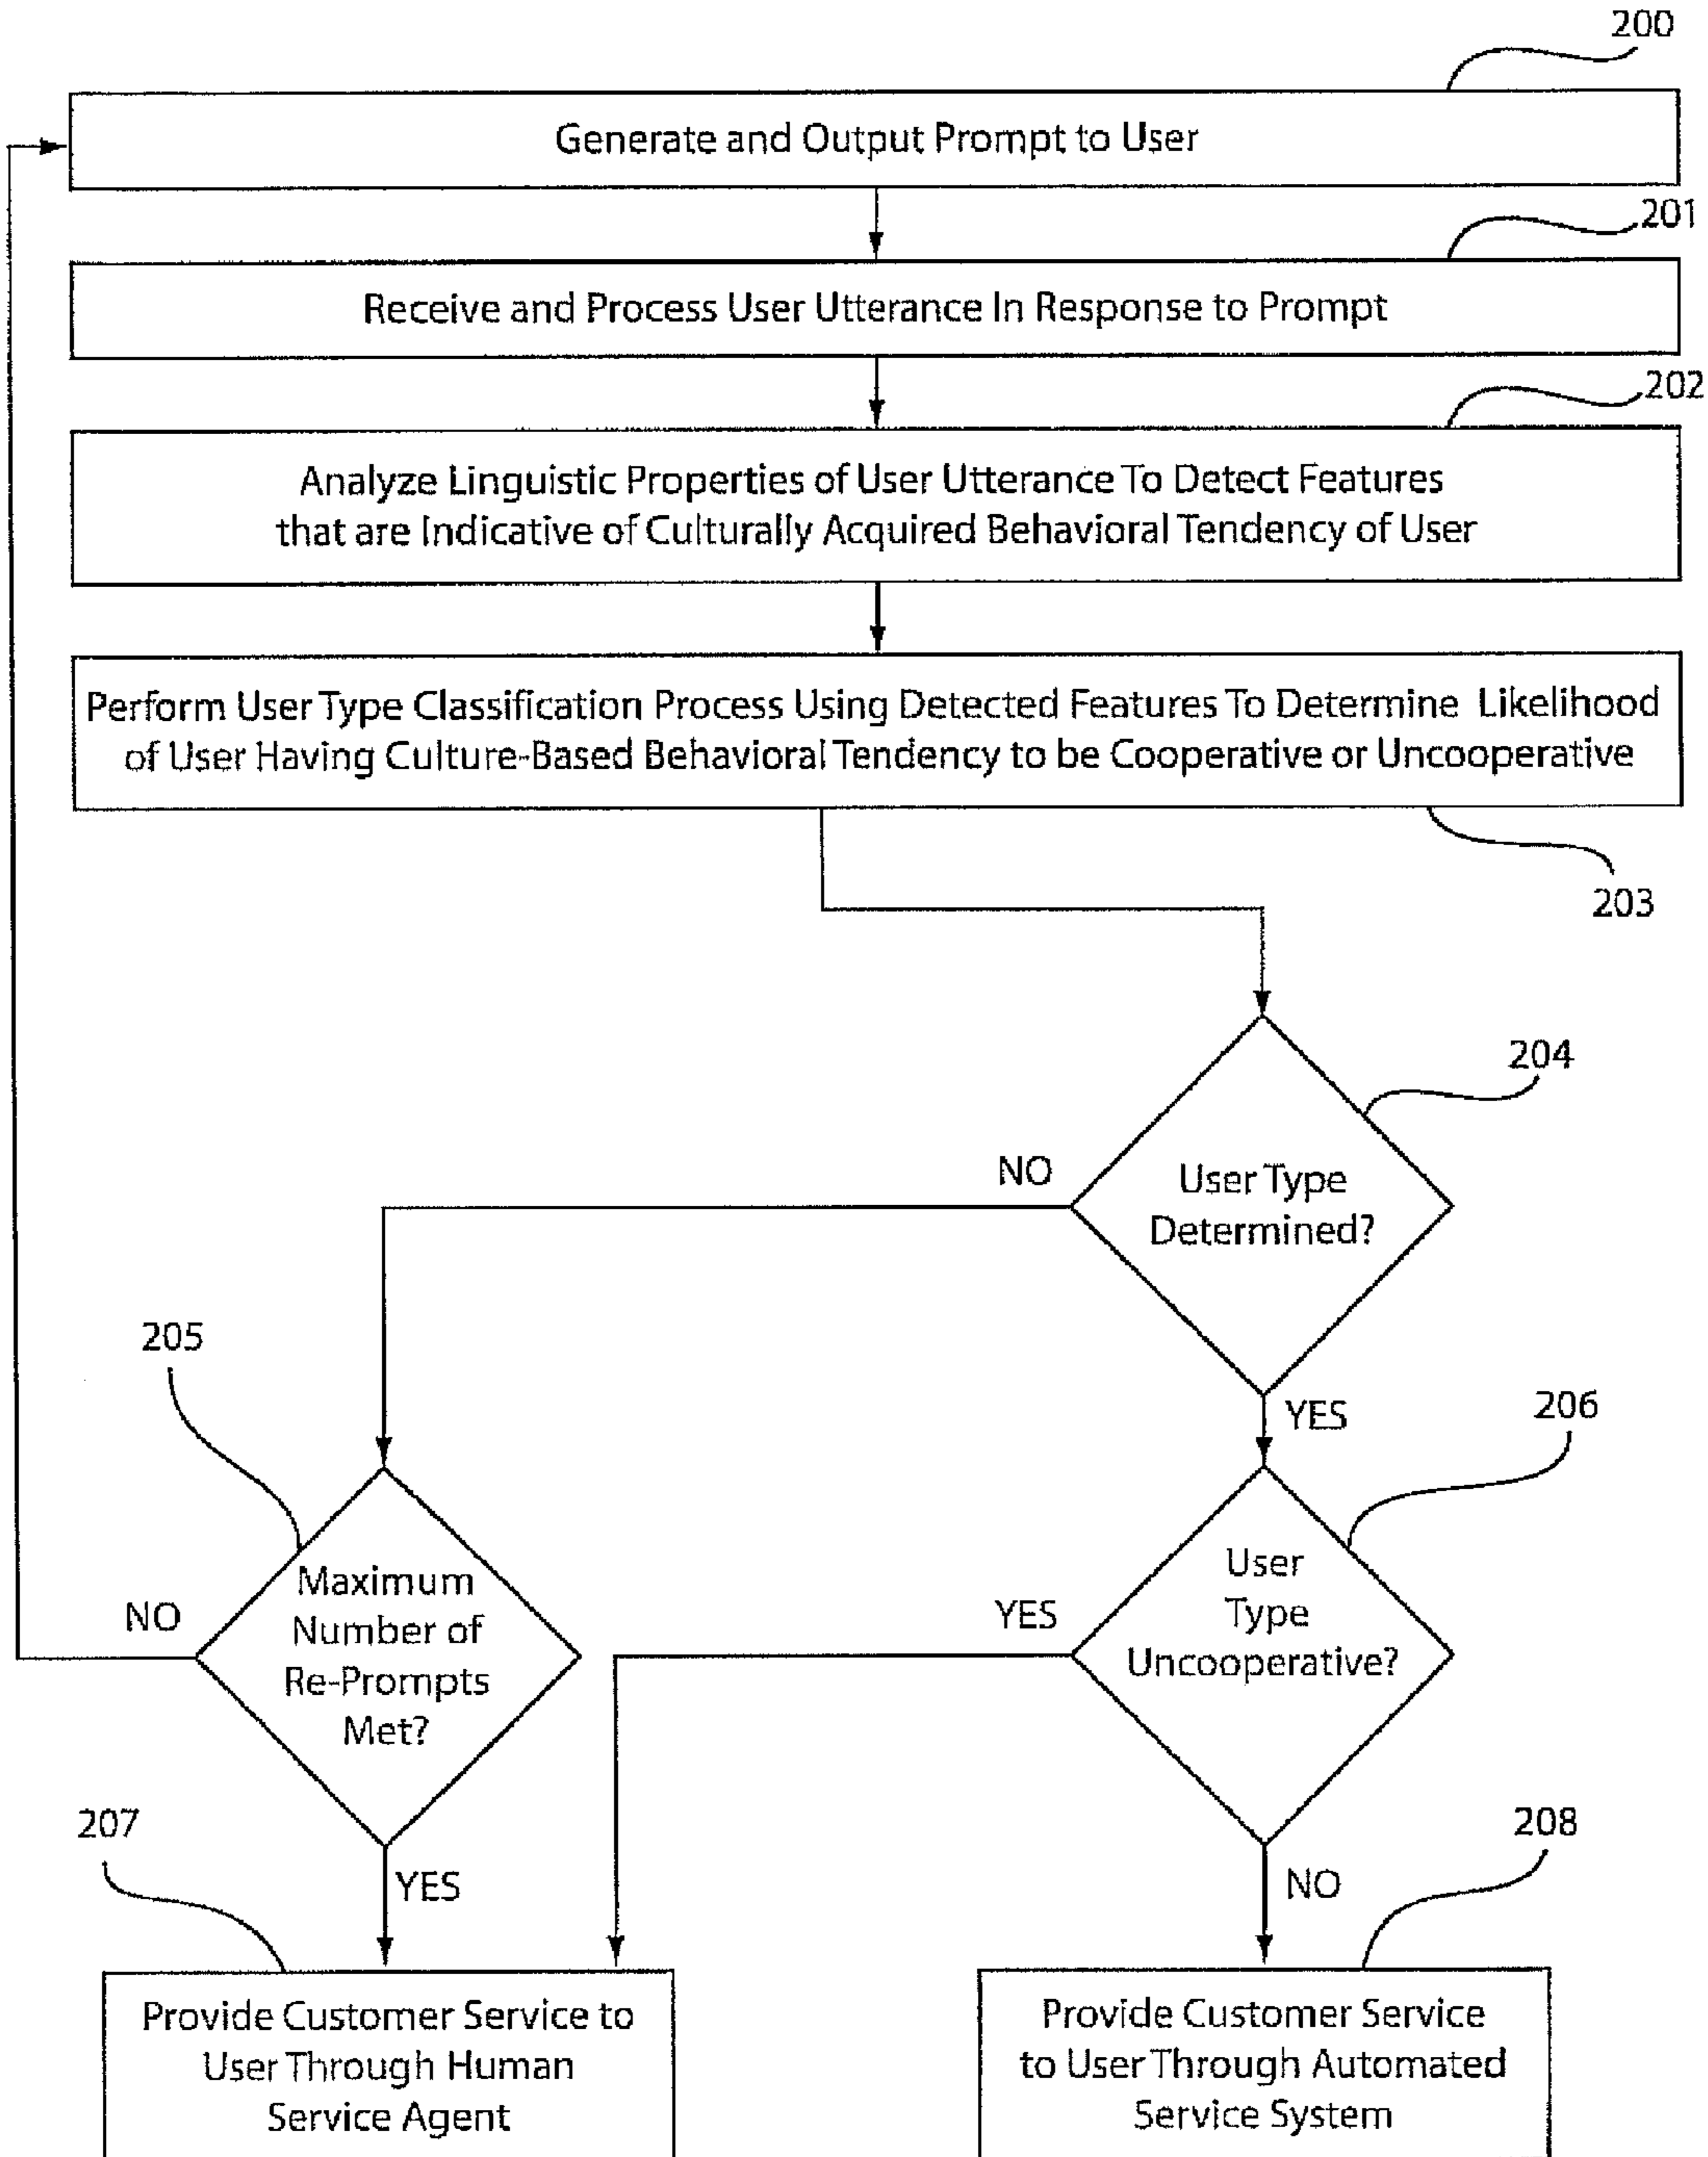 200
Generate and Output Prompt to User
201
Receive and Process User Utterance In Response to Prompt
202
Analyze Linguistic Properties of User Utterance To Detect Features
that are Indicative of Culturally Acquired Behavioral Tendency of User
Perform User Type Classification Process Using Detected Features To Determine Likelihood
of User Having Culture-Based Behavioral Tendency to be Cooperative or Uncooperative
203
204
NO
User Type
Determined?
205
YES
206
Maximum
Number of
Re-Prompts
Met?
NO
YES
User
Type
Uncooperative?
207
YES
208
NO
Provide Customer Service to
User Through Human
Service Agent
Provide Customer Service
to User Through Automated
Service System